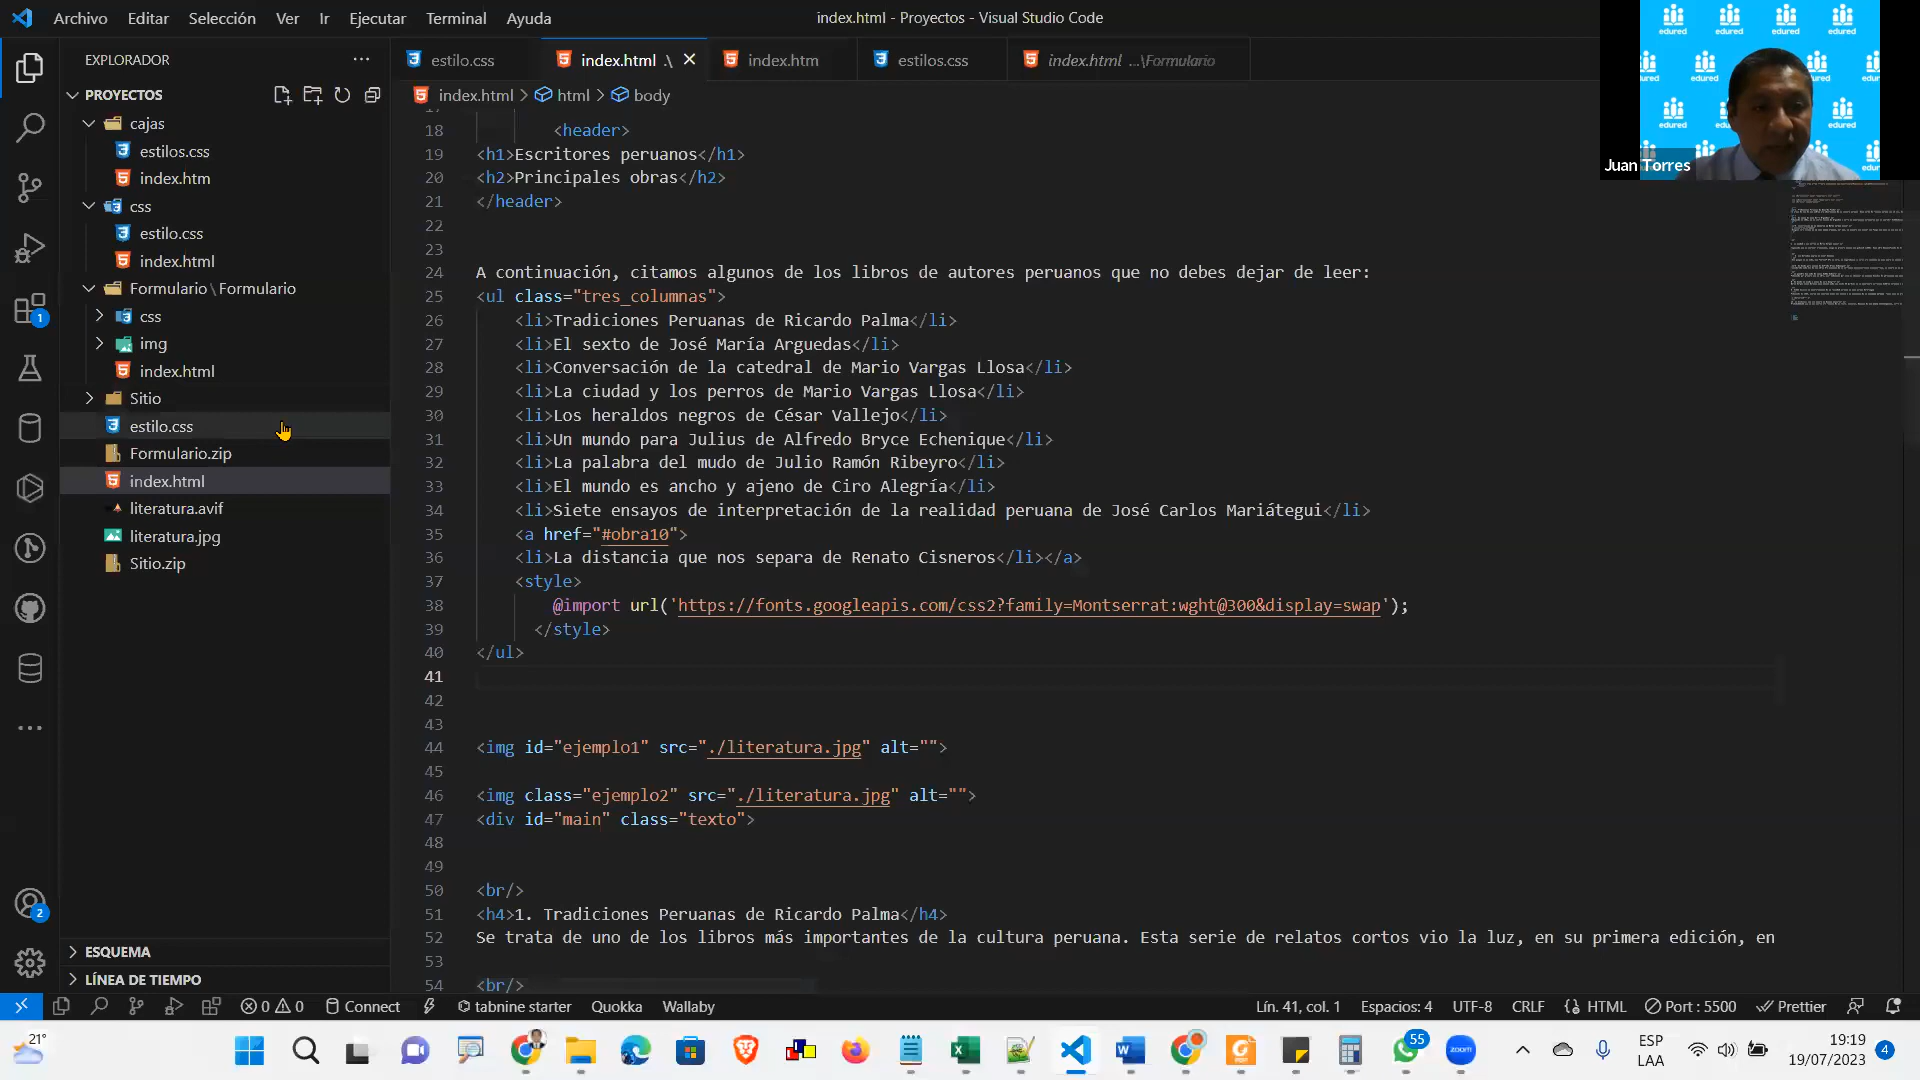 Archivo Editar Selección Ver Ir Ejecutar Terminal Ayuda
index.html - Proyectos - Visual Studio Code
EXPLORADOR
PROYECTOS
cajas
estilos.css
index.htm
css
estilo.css
index.html
Formulario\Formulario
css
img
index.html
Sitio
estilo.css
Formulario.zip
index.html
literatura.avif
literatura.jpg
Sitio.zip
ESQUEMA
LÍNEA DE TIEMPO
1
2
estilo.css index.html .\ index.htm estilos.css index.html ...\Formulario
index.html > html > body
18 <header>
19 <h1>Escritores peruanos</h1>
20 <h2>Principales obras</h2>
21 </header>
22
23
24 A continuación, citamos algunos de los libros de autores peruanos que no debes dejar de leer:
25 <ul class="tres_columnas">
26 <li>Tradiciones Peruanas de Ricardo Palma</li>
27 <li>El sexto de José María Arguedas</li>
28 <li>Conversación de la catedral de Mario Vargas Llosa</li>
29 <li>La ciudad y los perros de Mario Vargas Llosa</li>
30 <li>Los heraldos negros de César Vallejo</li>
31 <li>Un mundo para Julius de Alfredo Bryce Echenique</li>
32 <li>La palabra del mudo de Julio Ramón Ribeyro</li>
33 <li>El mundo es ancho y ajeno de Ciro Alegría</li>
34 <li>Siete ensayos de interpretación de la realidad peruana de José Carlos Mariátegui</li>
35 <a href="#obra10">
36 <li>La distancia que nos separa de Renato Cisneros</li></a>
37 <style>
38 @import url('https://fonts.googleapis.com/css2?family=Montserrat:wght@300&display=swap');
39 </style>
40 </ul>
41
42
43
44 <img id="ejemplo1" src="./literatura.jpg" alt="">
45
46 <img class="ejemplo2" src="./literatura.jpg" alt="">
47 <div id="main" class="texto">
48
49
50 <br/>
51 <h4>1. Tradiciones Peruanas de Ricardo Palma</h4>
52 Se trata de uno de los libros más importantes de la cultura peruana. Esta serie de relatos cortos vio la luz, en su primera edición, en
53
54 <br/>
edured edured edured edured
edured edured
edured edured
Juan Torres
0 0 Connect tabnine starter Quokka Wallaby
Lín. 41, col. 1 Espacios: 4 UTF-8 CRLF HTML Port : 5500 Prettier
21°
55
zoom
ESP
LAA
19:19
19/07/2023
4